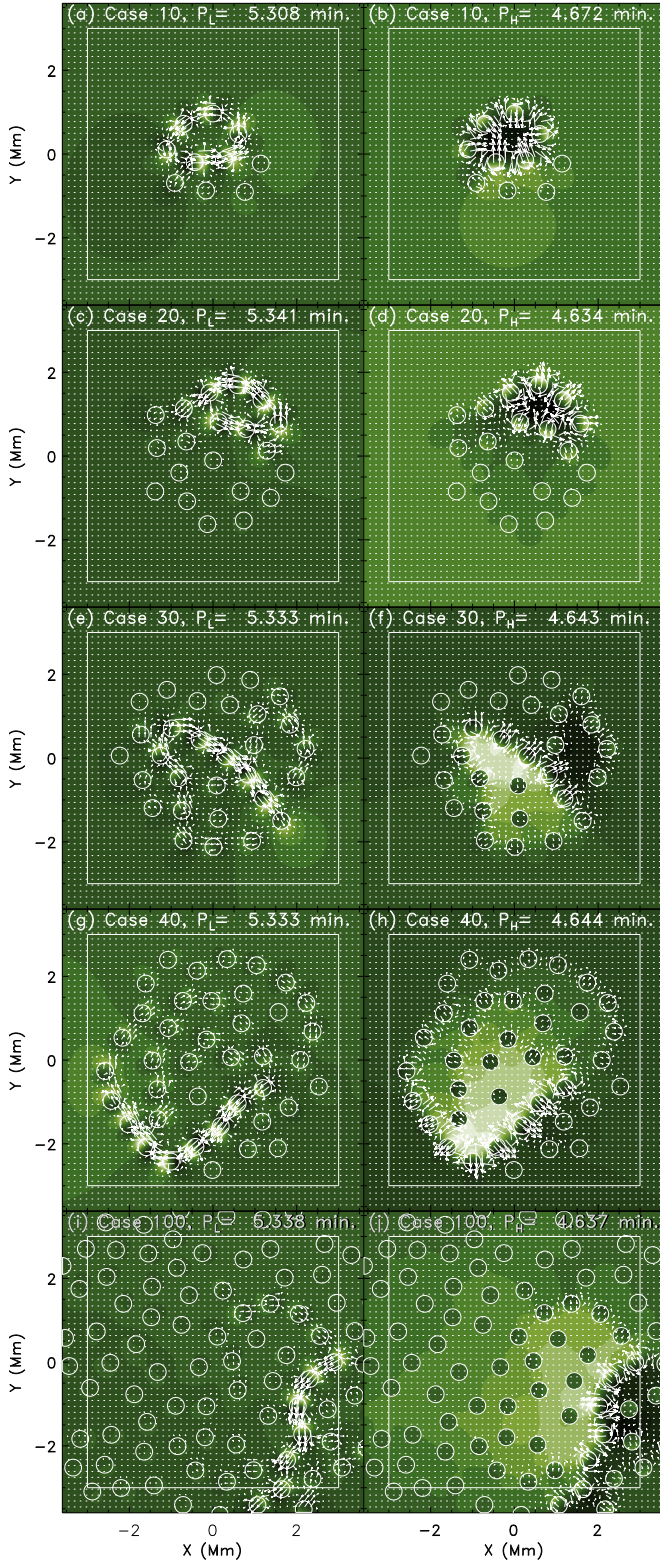 (a) Case 10, P_L= 5.308 min.
(b) Case 10, P_H= 4.672 min.
2
0
−2
Y (Mm)
(c) Case 20, P_L= 5.341 min.
(d) Case 20, P_H= 4.634 min.
2
0
−2
Y (Mm)
(e) Case 30, P_L= 5.333 min.
(f) Case 30, P_H= 4.643 min.
2
0
−2
Y (Mm)
(g) Case 40, P_L= 5.333 min.
(h) Case 40, P_H= 4.644 min.
2
0
−2
Y (Mm)
(i) Case 100, P_L= 5.338 min.
(j) Case 100, P_H= 4.637 min.
2
0
−2
Y (Mm)
−2 0 2 −2 0 2
X (Mm) X (Mm)